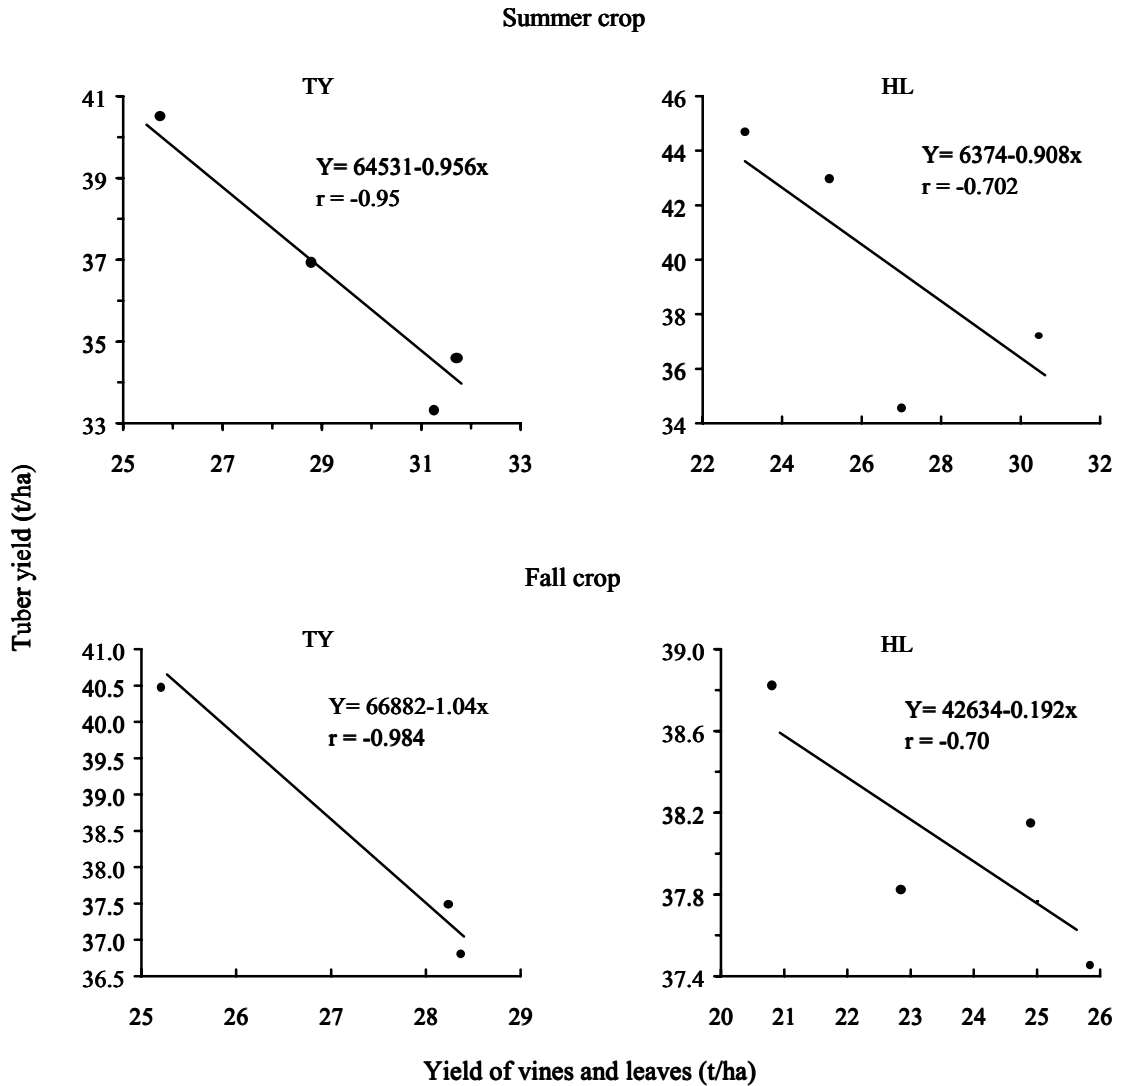 Summer crop
TY
HL
41
39
37
35
33
25 27 29 31 33
Y= 64531-0.956x
r = -0.95
46
44
42
40
38
36
34
22 24 26 28 30 32
Y= 6374-0.908x
r = -0.702
Tuber yield (t/ha)
Fall crop
TY
HL
41.0
40.5
40.0
39.5
39.0
38.5
38.0
37.5
37.0
36.5
25 26 27 28 29
Y= 66882-1.04x
r = -0.984
39.0
38.6
38.2
37.8
37.4
20 21 22 23 24 25 26
Y= 42634-0.192x
r = -0.70
Yield of vines and leaves (t/ha)